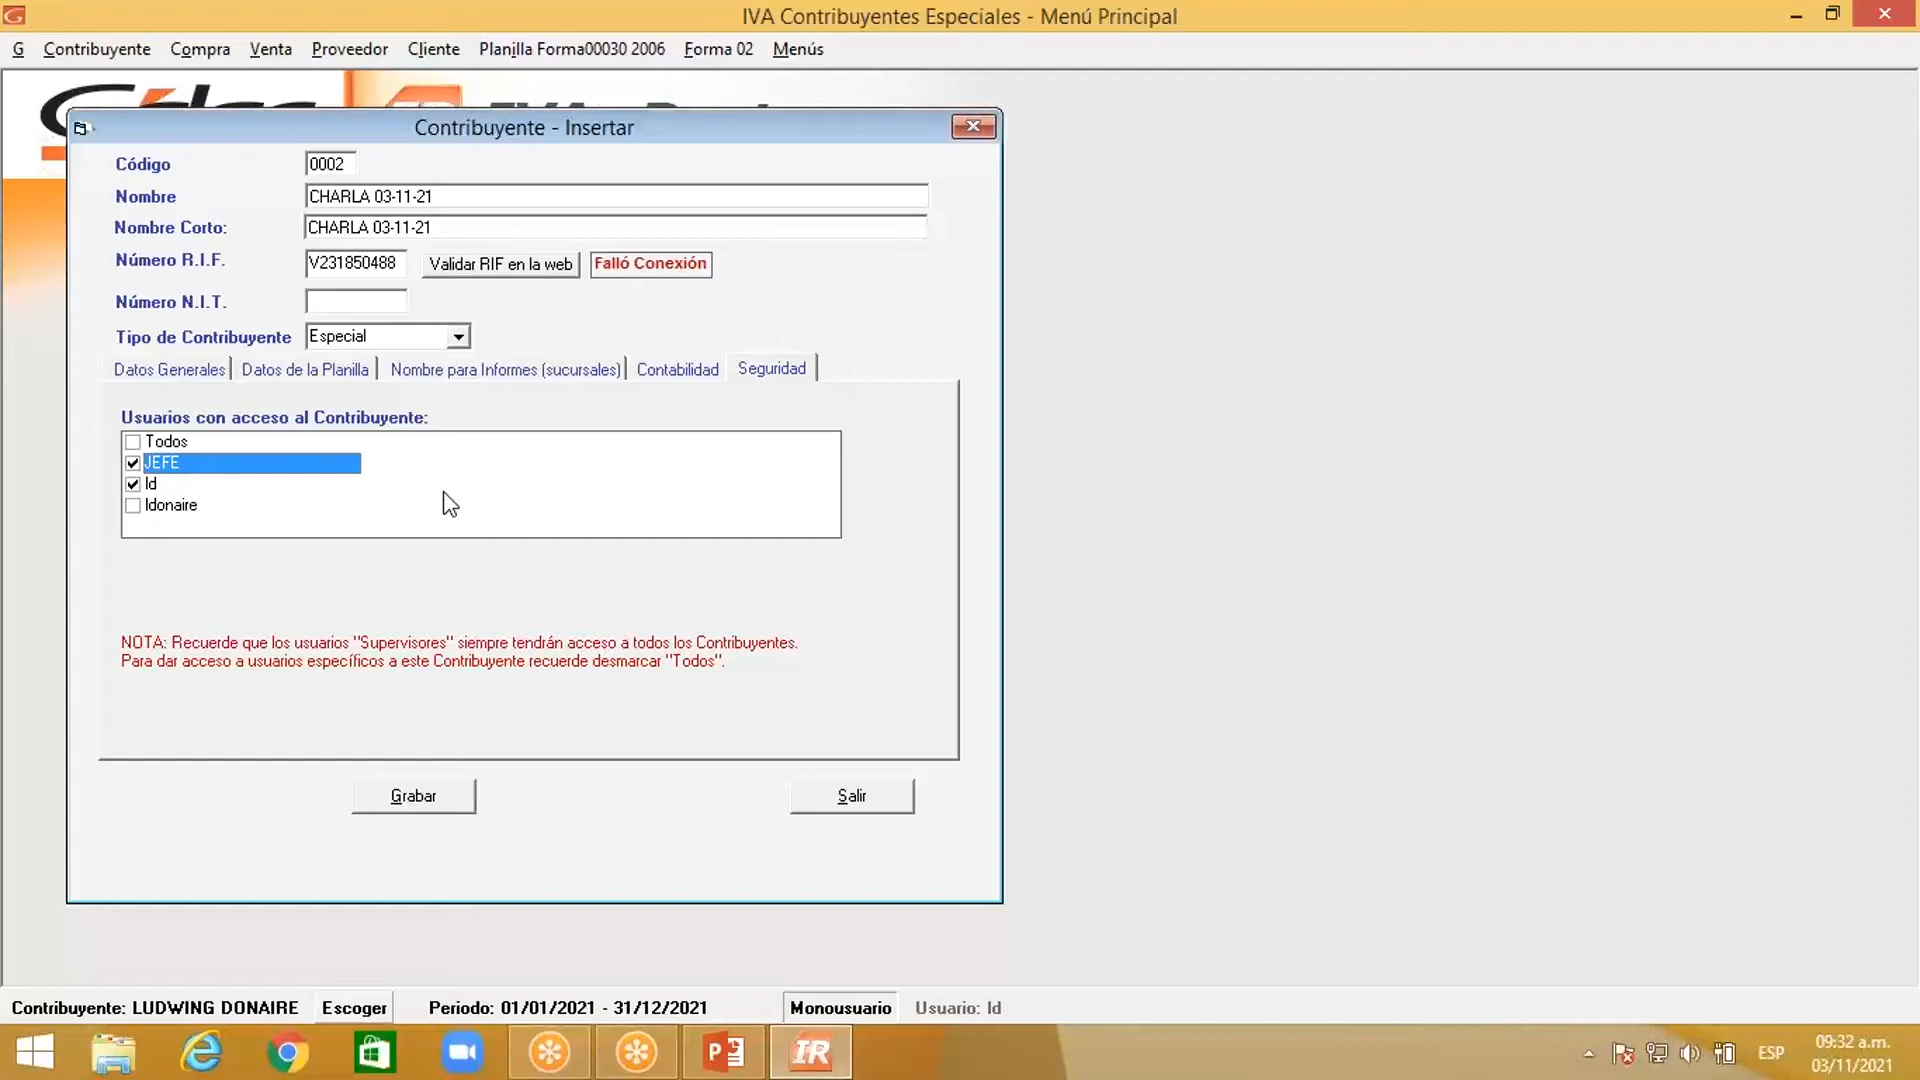 IVA Contribuyentes Especiales - Menú Principal
G Contribuyente Compra Venta Proveedor Cliente Planilla Forma00030 2006 Forma 02 Menús
Contribuyente - Insertar
Código 0002
Nombre CHARLA 03-11-21
Nombre Corto: CHARLA 03-11-21
Número R.I.F. V231850488 Validar RIF en la web Falló Conexión
Número N.I.T.
Tipo de Contribuyente Especial
Datos Generales Datos de la Planilla Nombre para Informes (sucursales) Contabilidad Seguridad
Usuarios con acceso al Contribuyente:
Todos
JEFE
ld
ldonaire
NOTA: Recuerde que los usuarios "Supervisores" siempre tendrán acceso a todos los Contribuyentes.
Para dar acceso a usuarios específicos a este Contribuyente recuerde desmarcar "Todos".
Grabar Salir
Contribuyente: LUDWING DONAIRE Escoger Periodo: 01/01/2021 - 31/12/2021 Monousuario Usuario: ld
IR ESP 09:32 a.m.
03/11/2021